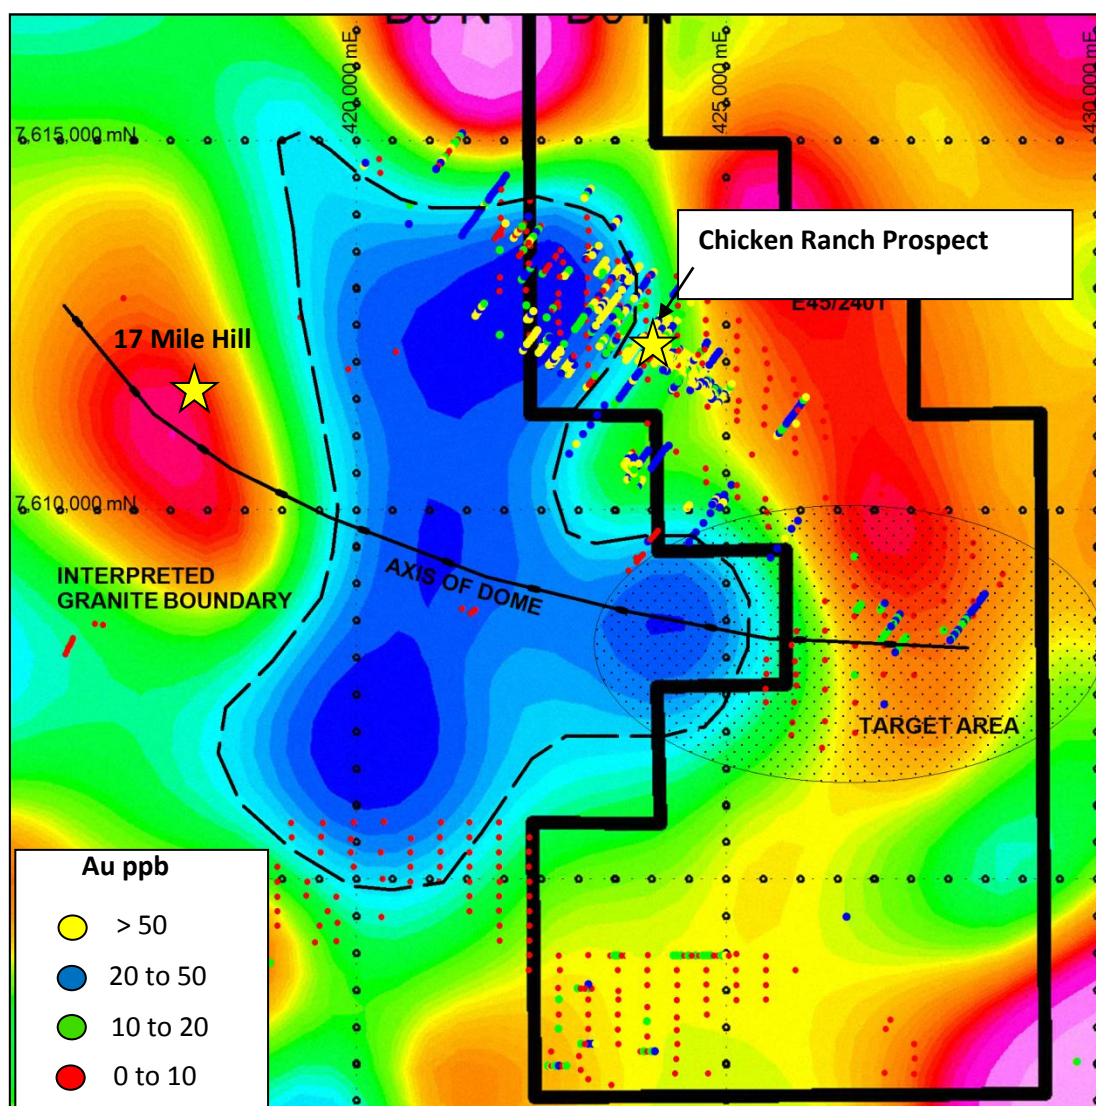 420,000 mE
425,000 mE
430,000 mE
7,615,000 mN
Chicken Ranch Prospect
E45/2401
17 Mile Hill
7,610,000 mN
INTERPRETED
GRANITE BOUNDARY
AXIS OF DOME
TARGET AREA
Au ppb
> 50
20 to 50
10 to 20
0 to 10